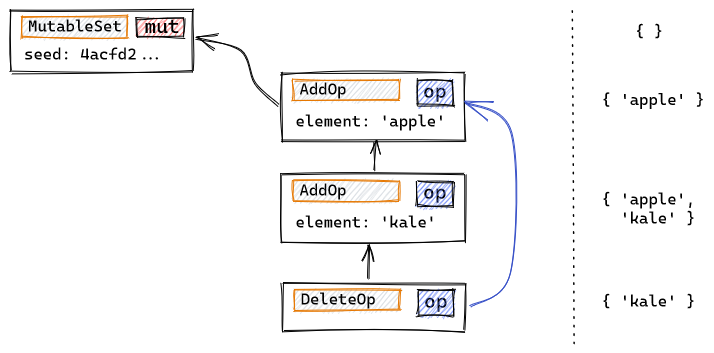 MutableSet mut
seed: 4acfd2...
{ }
AddOp op
element: 'apple'
{ 'apple' }
AddOp op
element: 'kale'
{ 'apple',
'kale' }
DeleteOp op
{ 'kale' }